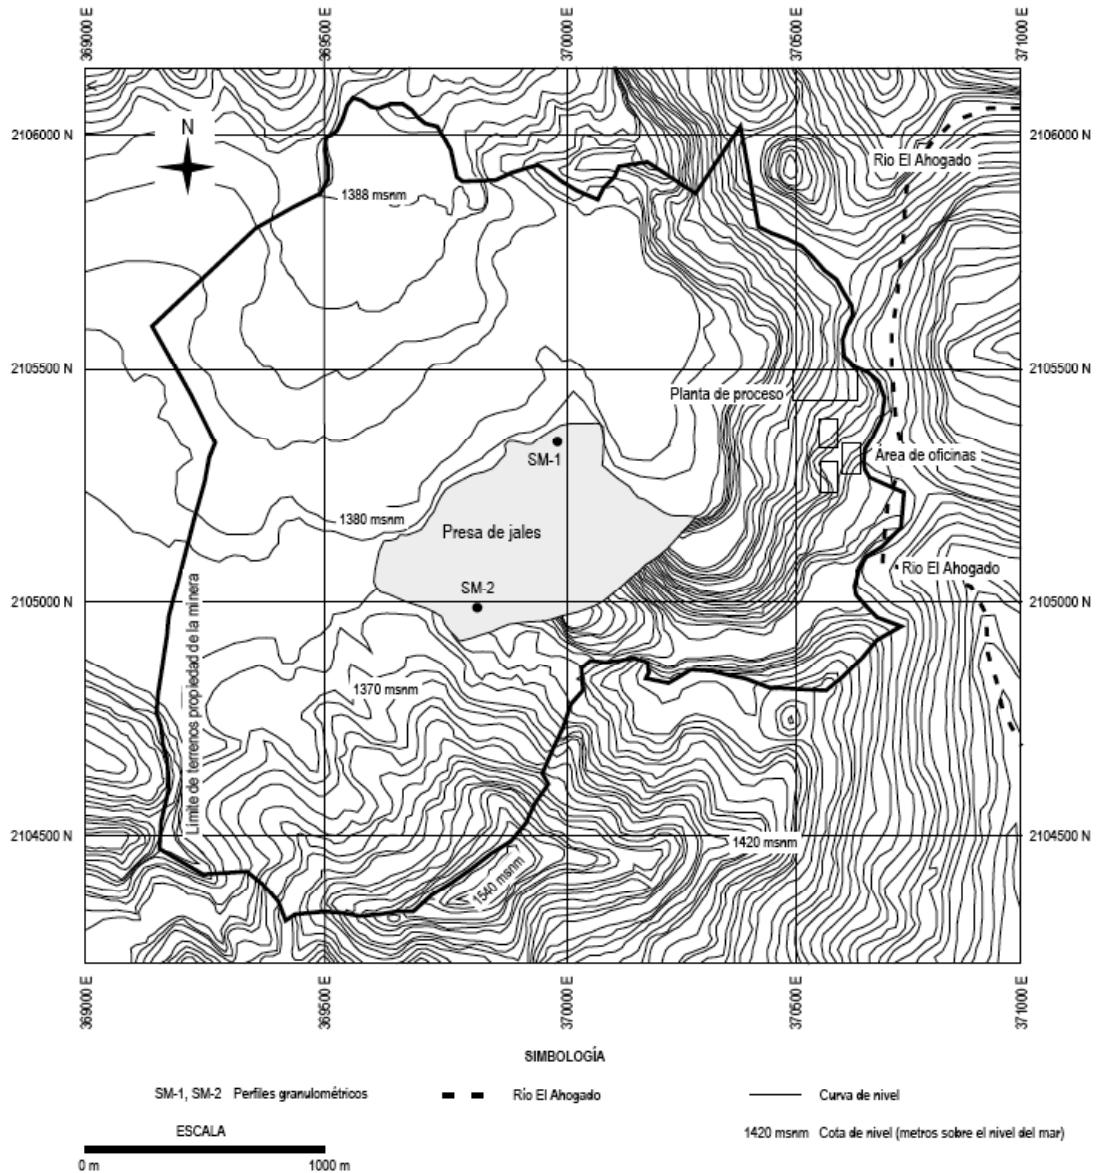 369000 E
369500 E
370000 E
370500 E
371000 E
2106000 N
2106000 N
N
Rio El Ahogado
1388 msnm
2105500 N
2105500 N
Planta de proceso
SM-1
Área de oficinas
1380 msnm
Presa de jales
Rio El Ahogado
SM-2
2105000 N
2105000 N
Límite de terrenos propiedad de la minera
1370 msnm
2104500 N
2104500 N
1420 msnm
1540 msnm
369000 E
369500 E
370000 E
370500 E
371000 E
SIMBOLOGÍA
SM-1, SM-2 Perfiles granulométricos
Río El Ahogado
Curva de nivel
ESCALA
0 m
1000 m
1420 msnm Cota de nivel (metros sobre el nivel del mar)